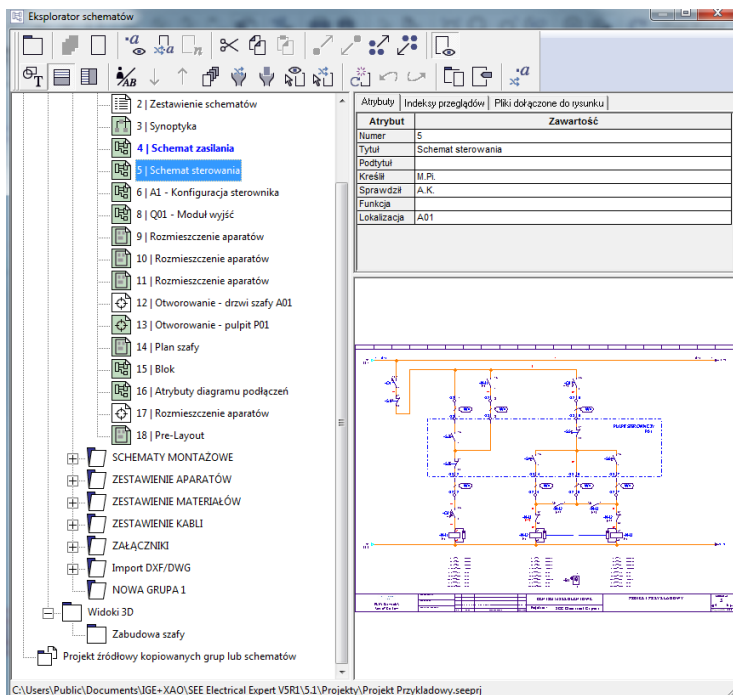 Eksplorator schematów
2 | Zestawienie schematów
3 | Synoptyka
4 | Schemat zasilania
5 | Schemat sterowania
6 | A1 - Konfiguracja sterownika
8 | Q01 - Moduł wyjść
9 | Rozmieszczenie aparatów
10 | Rozmieszczenie aparatów
11 | Rozmieszczenie aparatów
12 | Otworowanie - drzwi szafy A01
13 | Otworowanie - pulpit P01
14 | Plan szafy
15 | Blok
16 | Atrybuty diagramu podłączeń
17 | Rozmieszczenie aparatów
18 | Pre-Layout
SCHEMATY MONTAŻOWE
ZESTAWIENIE APARATÓW
ZESTAWIENIE MATERIAŁÓW
ZESTAWIENIE KABLI
ZAŁĄCZNIKI
Import DXF/DWG
NOWA GRUPA 1
Widoki 3D
Zabudowa szafy
Projekt źródłowy kopiowanych grup lub schematów
Atrybuty Indeksy przeglądów Pliki dołączone do rysunku
Atrybut Zawartość
Numer 5
Tytuł Schemat sterowania
Podtytuł
Kreślił M.Pi.
Sprawdził A.K.
Funkcja
Lokalizacja A01
C:\Users\Public\Documents\IGE+XAO\SEE Electrical Expert V5R1\5.1\Projekty\Projekt Przykladowy.seeprj